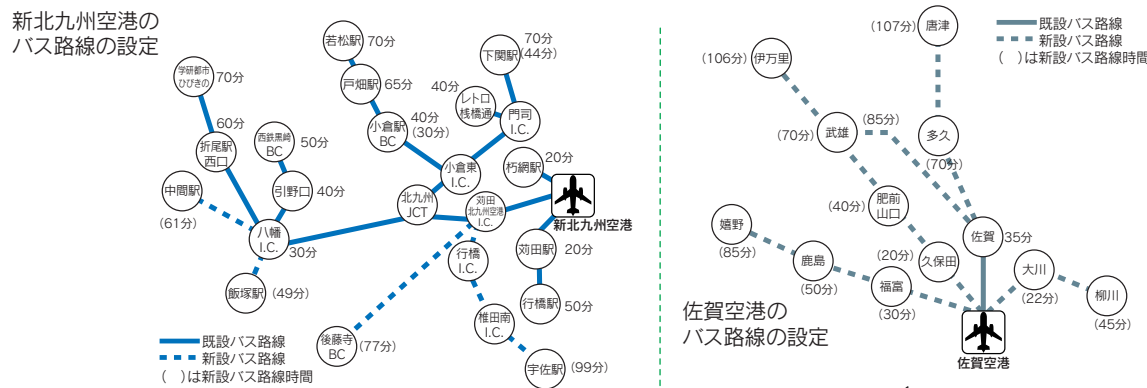 新北九州空港の
バス路線の設定
若松駅
70分
戸畑駅
65分
小倉駅
BC
40分
(30分)
70分
(44分)
下関駅
40分
レトロ
桟橋通
門司
I.C.
学研都市
ひびきの
70分
60分
折尾駅
西口
西鉄黒崎
BC
50分
引野口
40分
中間駅
(61分)
八幡
I.C.
30分
飯塚駅
(49分)
小倉東
I.C.
北九州
JCT
苅田
北九州空港
I.C.
朽網駅
20分
新北九州空港
苅田駅
20分
行橋駅
50分
行橋
I.C.
椎田南
I.C.
宇佐駅
(99分)
後藤寺
BC
(77分)
既設バス路線
新設バス路線
( )は新設バス路線時間
唐津
(107分)
既設バス路線
新設バス路線
( )は新設バス路線時間
伊万里
(106分)
武雄
(85分)
(70分)
多久
(70分)
肥前
山口
(40分)
佐賀
35分
久保田
(20分)
嬉野
(85分)
鹿島
(50分)
福富
(30分)
大川
(22分)
柳川
(45分)
佐賀空港の
バス路線の設定
佐賀空港